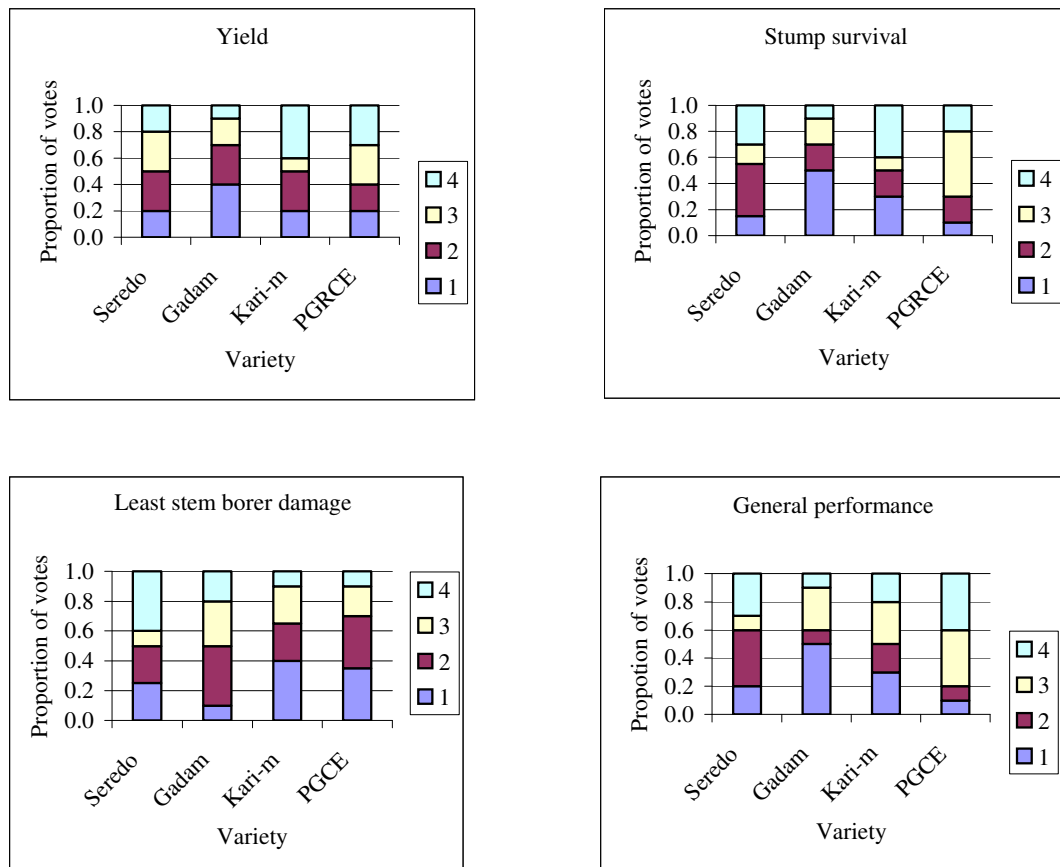 Yield
Proportion of votes
1.0
0.8
0.6
0.4
0.2
0.0
Seredo
Gadam
Kari-m
PGRCE
Variety
4
3
2
1
Stump survival
Proportion of votes
1.0
0.8
0.6
0.4
0.2
0.0
Seredo
Gadam
Kari-m
PGRCE
Variety
4
3
2
1
Least stem borer damage
Proportion of votes
1.0
0.8
0.6
0.4
0.2
0.0
Seredo
Gadam
Kari-m
PGCE
Variety
4
3
2
1
General performance
Propotion of votes
1.0
0.8
0.6
0.4
0.2
0.0
Seredo
Gadam
Kari-m
PGCE
Variety
4
3
2
1